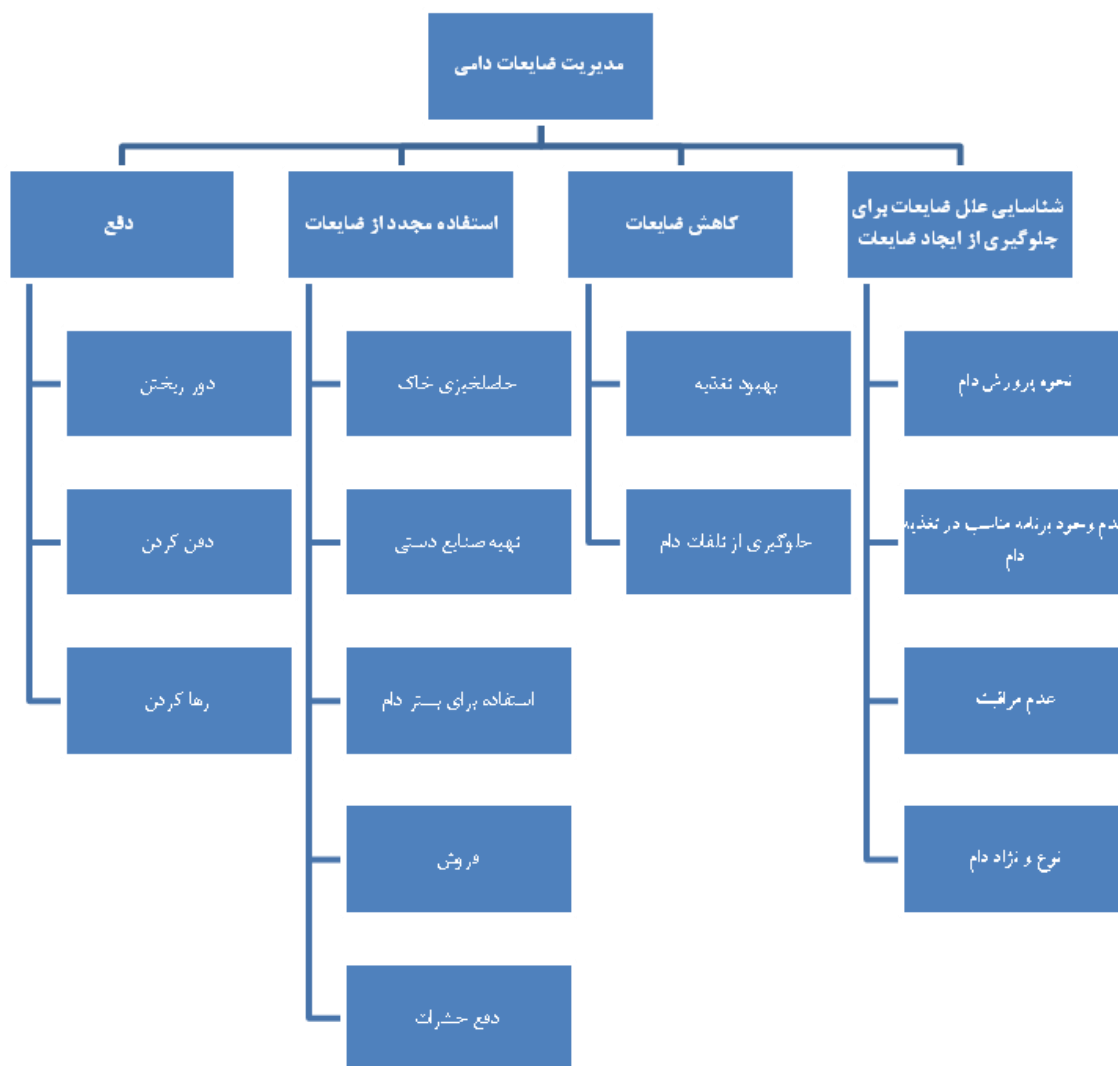 مدیریت ضایعات دامی
شناسایی علل ضایعات برای
جلوگیری از ایجاد ضایعات
نحوه پرورش دام
عدم وجود برنامه مناسب در تغذیه
دام
عدم مراقبت
نوع و نژاد دام
کاهش ضایعات
بهبود تغذیه
جلوگیری از تلفات دام
استفاده مجدد از ضایعات
حاصلخیزی خاک
تهیه صنایع دستی
استفاده برای بستر دام
فروش
دفع حشرات
دفع
دور ریختن
دفن کردن
رها کردن